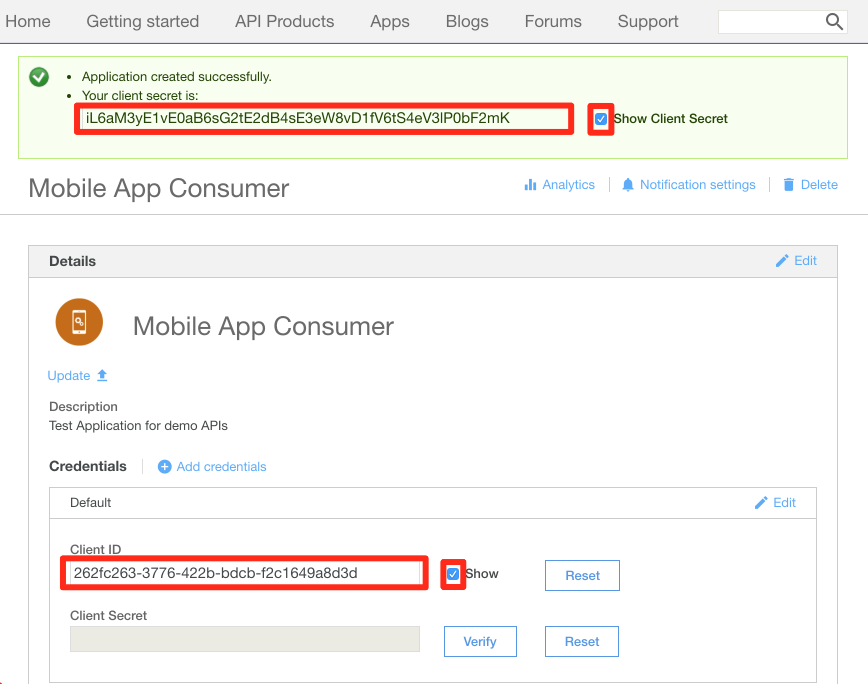 Home Getting started API Products Apps Blogs Forums Support
Application created successfully.
Your client secret is:
iL6aM3yE1vE0aB6sG2tE2dB4sE3eW8vD1fV6tS4eV3lP0bF2mK Show Client Secret
Mobile App Consumer Analytics Notification settings Delete
Details Edit
Mobile App Consumer
Update
Description
Test Application for demo APIs
Credentials Add credentials
Default Edit
Client ID
262fc263-3776-422b-bdcb-f2c1649a8d3d Show Reset
Client Secret
Verify Reset